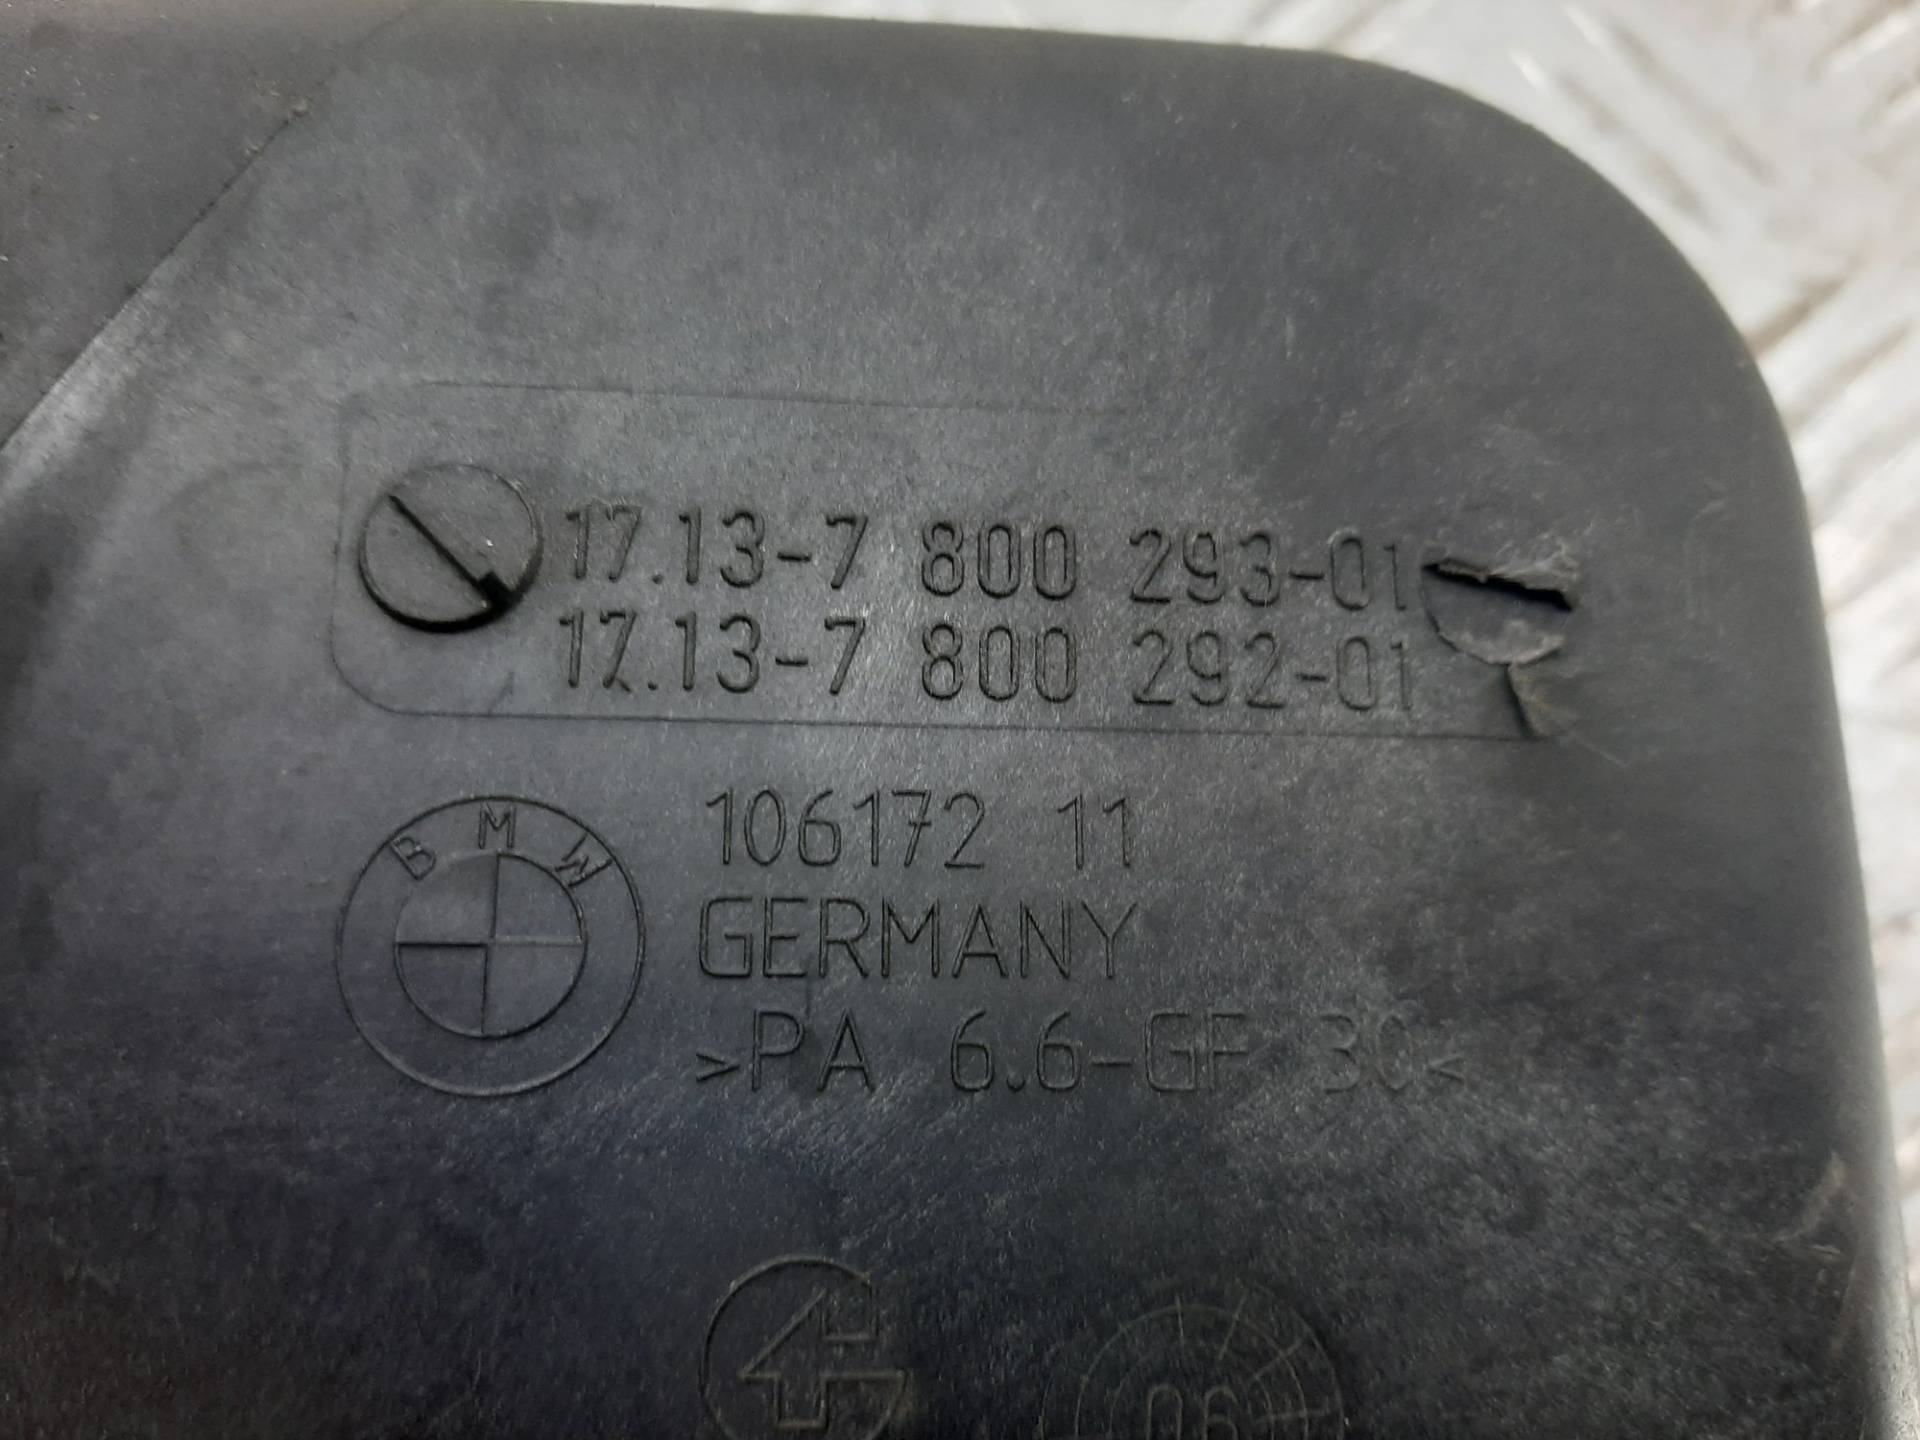 17.13-7 800 293-01
17.13-7 800 292-01
BMW
106172 11
GERMANY
>PA 6.6-GF 30<
06